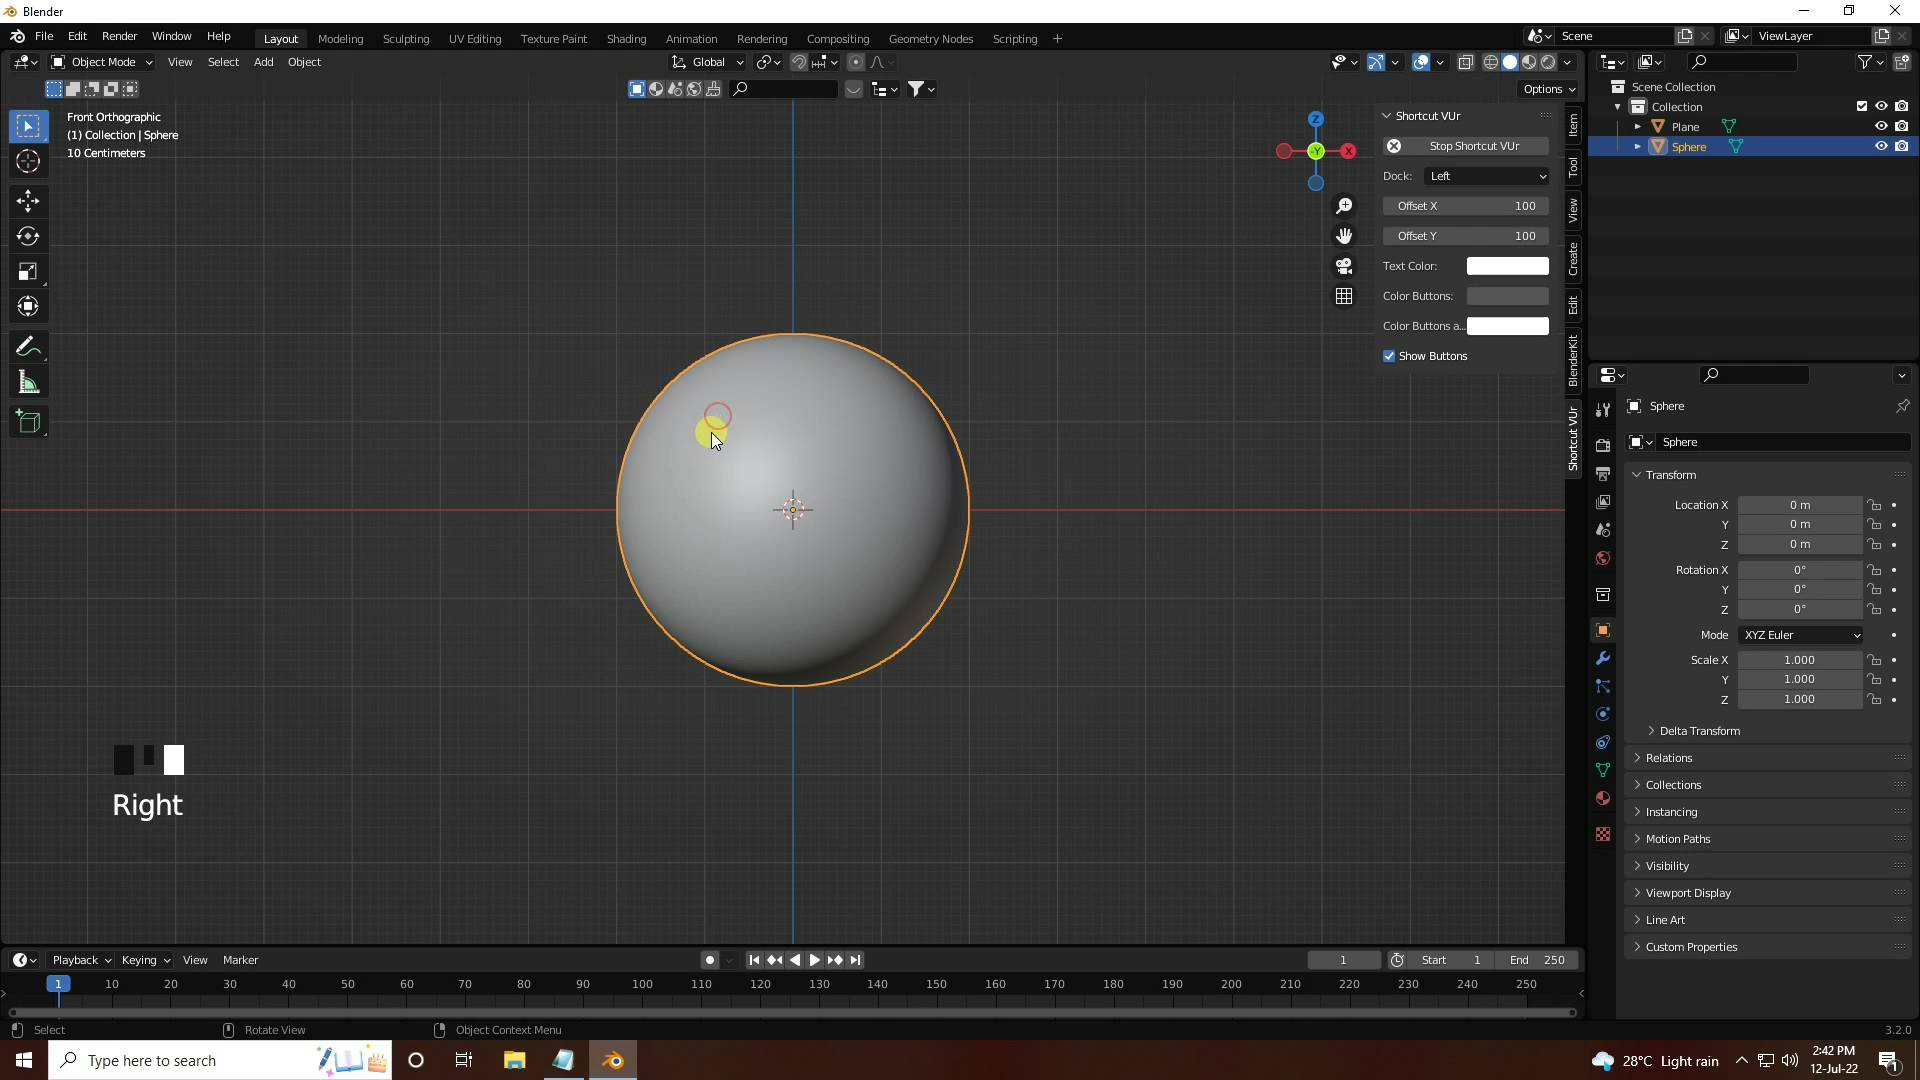 Blender
File Edit Render Window Help Layout Modeling Sculpting UV Editing Texture Paint Shading Animation Rendering Compositing Geometry Nodes Scripting + Scene ViewLayer
Object Mode View Select Add Object Global
Options
Front Orthographic
(1) Collection | Sphere
10 Centimeters
Z
-Y X
Shortcut VUr
Stop Shortcut VUr
Dock: Left
Offset X 100
Offset Y 100
Text Color:
Color Buttons:
Color Buttons a...
Show Buttons
Item
Tool
View
Create
Edit
BlenderKit
Shortcut VUr
Scene Collection
Collection
Plane
Sphere
Sphere
Sphere
Transform
Location X 0 m
Y 0 m
Z 0 m
Rotation X 0°
Y 0°
Z 0°
Mode XYZ Euler
Scale X 1.000
Y 1.000
Z 1.000
Delta Transform
Relations
Collections
Instancing
Motion Paths
Visibility
Viewport Display
Line Art
Custom Properties
Right
Playback Keying View Marker 1 Start 1 End 250
1 10 20 30 40 50 60 70 80 90 100 110 120 130 140 150 160 170 180 190 200 210 220 230 240 250
Select Rotate View Object Context Menu 3.2.0
Type here to search 28°C Light rain 2:42 PM
12-Jul-22 1